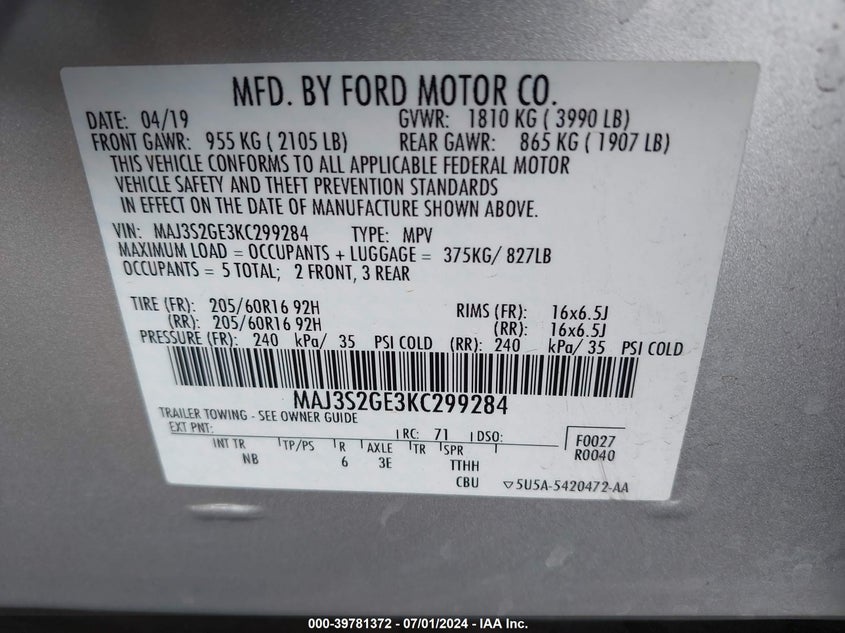 MFD. BY FORD MOTOR CO.
DATE: 04/19 GVWR: 1810 KG ( 3990 LB)
FRONT GAWR: 955 KG ( 2105 LB) REAR GAWR: 865 KG ( 1907 LB)
THIS VEHICLE CONFORMS TO ALL APPLICABLE FEDERAL MOTOR
VEHICLE SAFETY AND THEFT PREVENTION STANDARDS
IN EFFECT ON THE DATE OF MANUFACTURE SHOWN ABOVE.
VIN: MAJ3S2GE3KC299284 TYPE: MPV
MAXIMUM LOAD = OCCUPANTS + LUGGAGE = 375KG/ 827LB
OCCUPANTS = 5 TOTAL; 2 FRONT, 3 REAR
TIRE (FR): 205/60R16 92H RIMS (FR): 16x6.5J
(RR): 205/60R16 92H (RR): 16x6.5J
PRESSURE (FR): 240 kPa/ 35 PSI COLD (RR): 240 kPa/ 35 PSI COLD
MAJ3S2GE3KC299284
TRAILER TOWING - SEE OWNER GUIDE
EXT PNT: RC: 71 DSO: F0027
INT TR TP/PS R AXLE TR SPR R0040
NB 6 3E TTHH
CBU ▽5U5A-5420472-AA
000-39781372 - 07/01/2024 - IAA Inc.